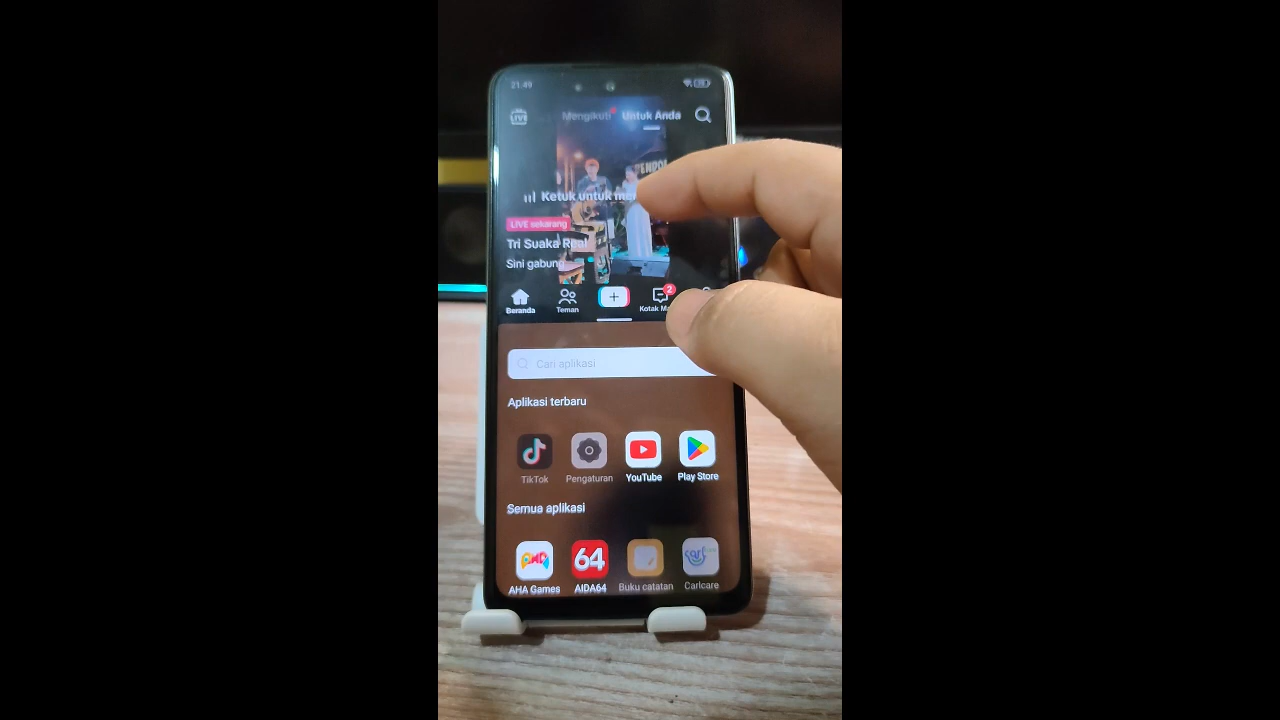 21.49
LIVE
Mengikuti Untuk Anda
Ketuk untuk
LIVE sekarang
Tri Suaka Real
Sini gabung
2
Beranda Teman Kotak
Cari aplikasi
Aplikasi terbaru
TikTok Pengaturan YouTube Play Store
Semua aplikasi
64
AHA Games AIDA64 Buku catatan Carlcare